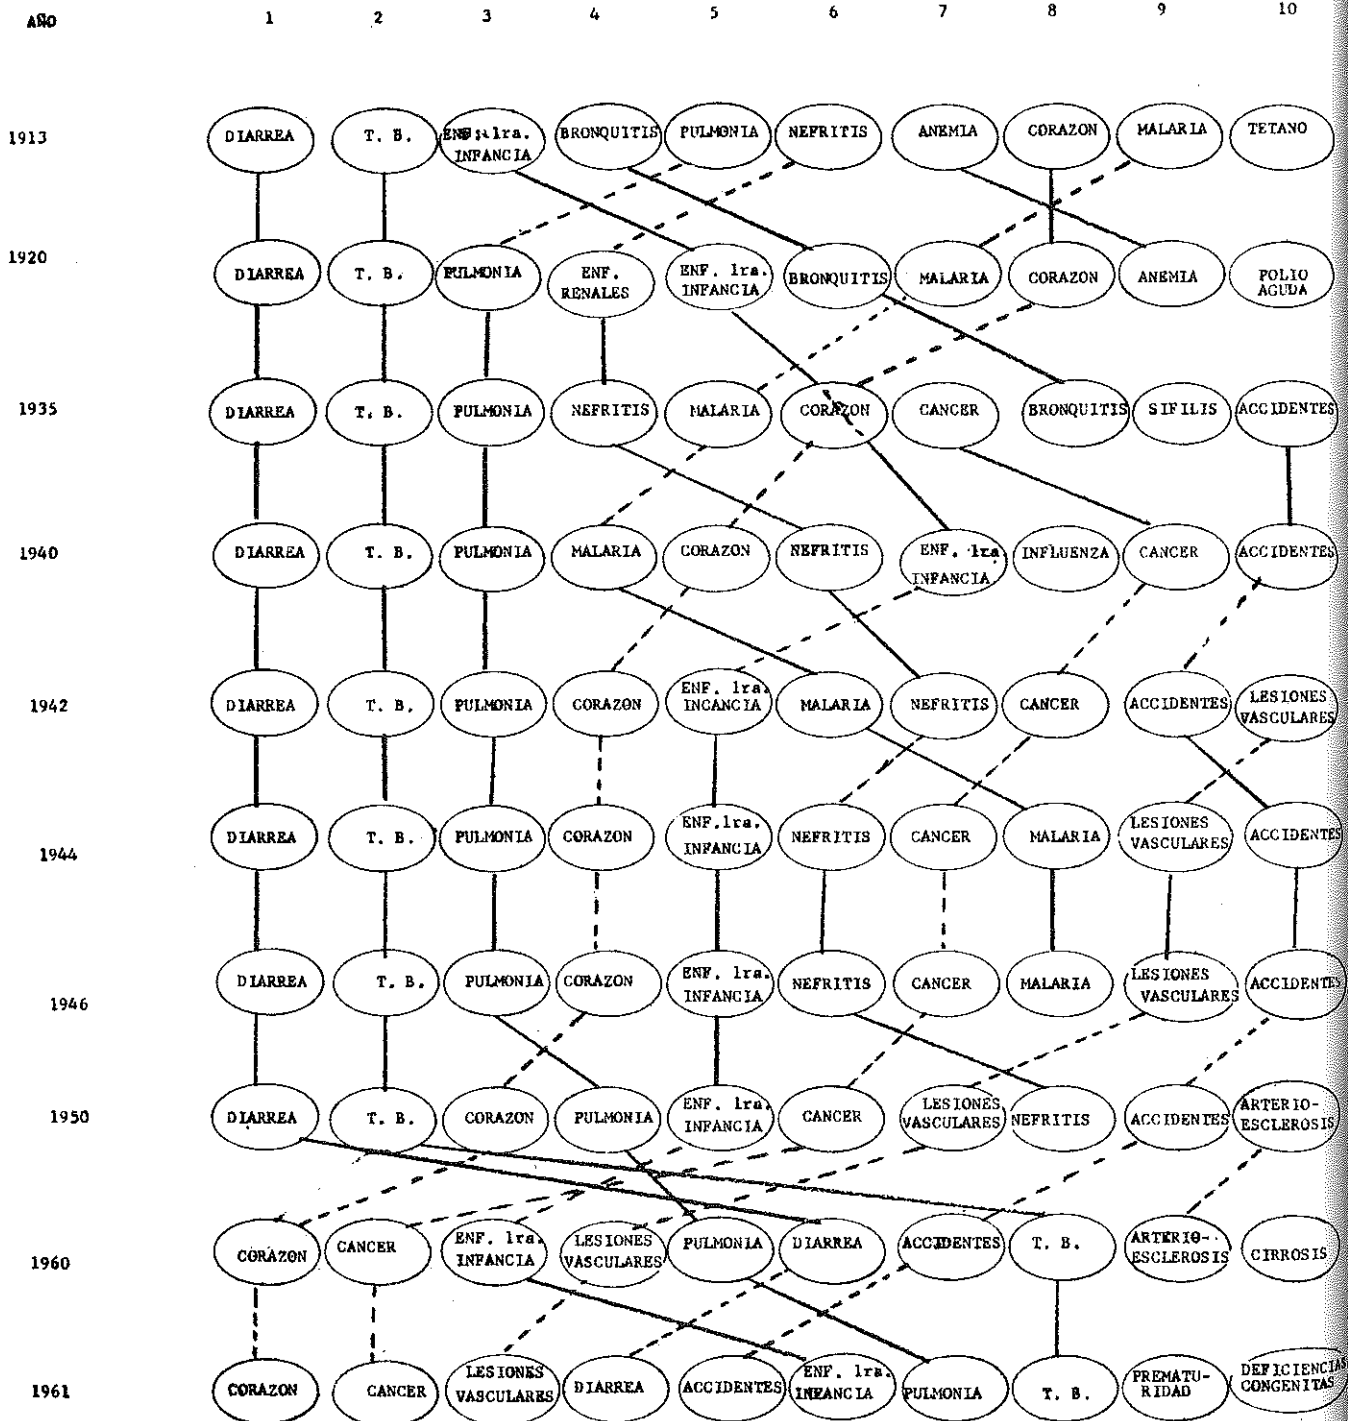 AÑO 1 2 3 4 5 6 7 8 9 10
1913 DIARREA T. B. ENF. 1ra. INFANCIA BRONQUITIS PULMONIA NEFRITIS ANEMIA CORAZON MALARIA TETANO
1920 DIARREA T. B. PULMONIA ENF. RENALES ENF. 1ra. INFANCIA BRONQUITIS MALARIA CORAZON ANEMIA POLIO AGUDA
1935 DIARREA T. B. PULMONIA NEFRITIS MALARIA CORAZON CANCER BRONQUITIS SIFILIS ACCIDENTES
1940 DIARREA T. B. PULMONIA MALARIA CORAZON NEFRITIS ENF. 1ra. INFANCIA INFLUENZA CANCER ACCIDENTES
1942 DIARREA T. B. PULMONIA CORAZON ENF. 1ra. INCANCIA MALARIA NEFRITIS CANCER ACCIDENTES LESIONES VASCULARES
1944 DIARREA T. B. PULMONIA CORAZON ENF.1ra. INFANCIA NEFRITIS CANCER MALARIA LESIONES VASCULARES ACCIDENTES
1946 DIARREA T. B. PULMONIA CORAZON ENF. 1ra. INFANCIA NEFRITIS CANCER MALARIA LESIONES VASCULARES ACCIDENTES
1950 DIARREA T. B. CORAZON PULMONIA ENF. 1ra. INFANCIA CANCER LESIONES VASCULARES NEFRITIS ACCIDENTES ARTERIO-ESCLEROSIS
1960 CORAZON CANCER ENF. 1ra. INFANCIA LESIONES VASCULARES PULMONIA DIARREA ACCIDENTES T. B. ARTERIO-ESCLEROSIS CIRROSIS
1961 CORAZON CANCER LESIONES VASCULARES DIARREA ACCIDENTES ENF. 1ra. INFANCIA PULMONIA T. B. PREMATU-RIDAD DEFICIENCIAS CONGENITAS